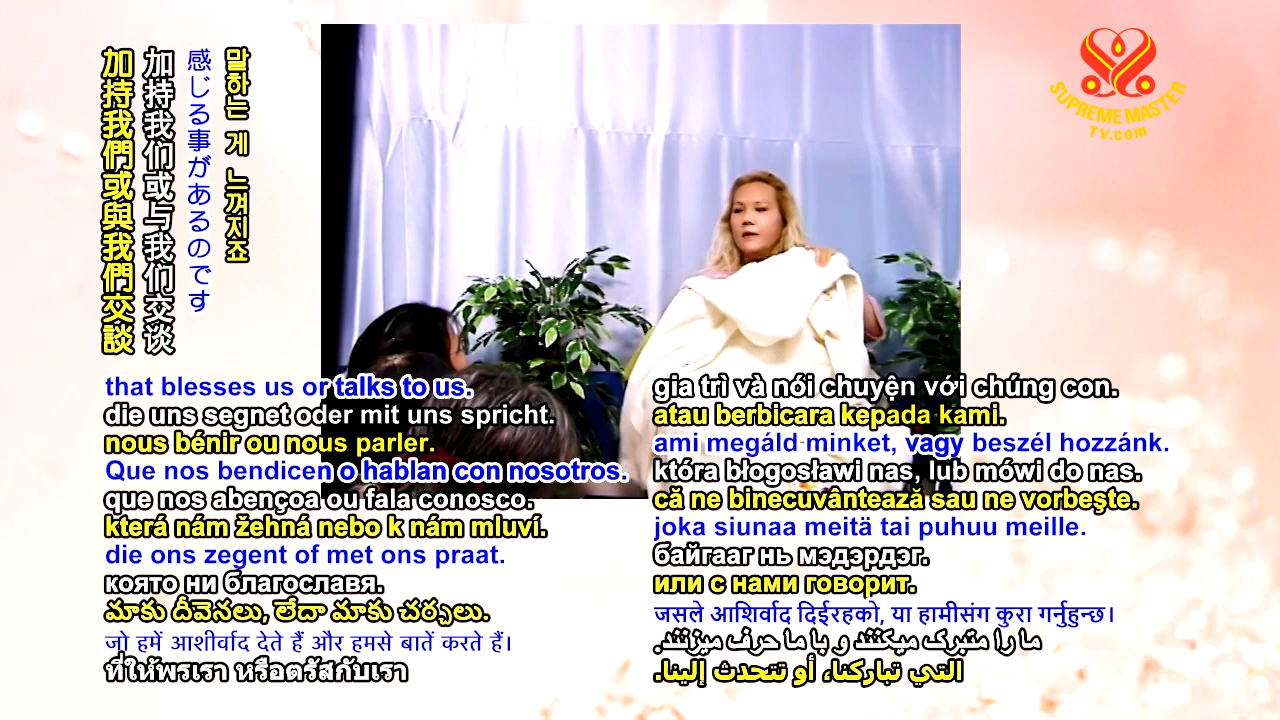 加持我們或與我們交談
加持我们或与我们交谈
感じる事があるのです
말하는 게 느껴지죠
SUPREME MASTER
TV.com
that blesses us or talks to us.
die uns segnet oder mit uns spricht.
nous bénir ou nous parler.
Que nos bendicen o hablan con nosotros.
que nos abençoa ou fala conosco.
která nám žehná nebo k nám mluví.
die ons zegent of met ons praat.
която ни благославя.
మాకు దీవెనలు, లేదా మాకు చర్చలు.
जो हमें आशीर्वाद देते हैं और हमसे बातें करते हैं।
ที่ให้พรเรา หรือตรัสกับเรา
gia trì và nói chuyện với chúng con.
atau berbicara kepada kami.
ami megáld minket, vagy beszél hozzánk.
która błogosławi nas, lub mówi do nas.
că ne binecuvântează sau ne vorbeşte.
joka siunaa meitä tai puhuu meille.
байгааг нь мэдэрдэг.
или с нами говорит.
जसले आशिर्वाद दिईरहको, या हामीसंग कुरा गर्नुहुन्छ।
ما را متبرک میکنند و با ما حرف میزنند.
التي تباركنا، أو تتحدث إلينا.